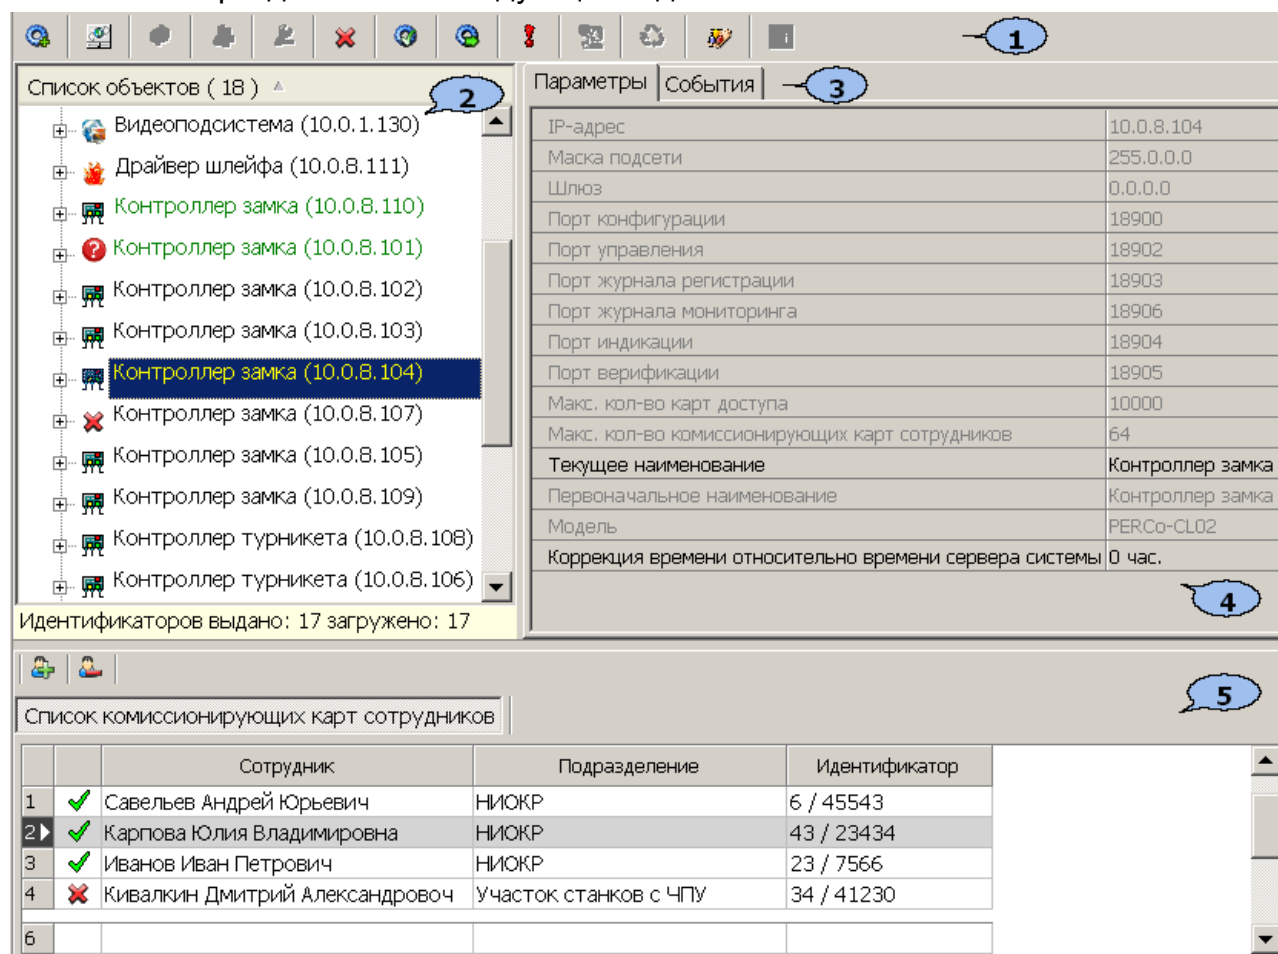 1
Список объектов ( 18 )
2
Видеоподсистема (10.0.1.130)
Драйвер шлейфа (10.0.8.111)
Контроллер замка (10.0.8.110)
Контроллер замка (10.0.8.101)
Контроллер замка (10.0.8.102)
Контроллер замка (10.0.8.103)
Контроллер замка (10.0.8.104)
Контроллер замка (10.0.8.107)
Контроллер замка (10.0.8.105)
Контроллер замка (10.0.8.109)
Контроллер турникета (10.0.8.108)
Контроллер турникета (10.0.8.106)
Идентификаторов выдано: 17 загружено: 17
Параметры События
3
IP-адрес 10.0.8.104
Маска подсети 255.0.0.0
Шлюз 0.0.0.0
Порт конфигурации 18900
Порт управления 18902
Порт журнала регистрации 18903
Порт журнала мониторинга 18906
Порт индикации 18904
Порт верификации 18905
Макс. кол-во карт доступа 10000
Макс. кол-во комиссионирующих карт сотрудников 64
Текущее наименование Контроллер замка
Первоначальное наименование Контроллер замка
Модель PERCo-CL02
Коррекция времени относительно времени сервера системы 0 час.
4
5
Список комиссионирующих карт сотрудников
Сотрудник Подразделение Идентификатор
1 Савельев Андрей Юрьевич НИОКР 6 / 45543
2 Карпова Юлия Владимировна НИОКР 43 / 23434
3 Иванов Иван Петрович НИОКР 23 / 7566
4 Кивалкин Дмитрий Александровоч Участок станков с ЧПУ 34 / 41230
6